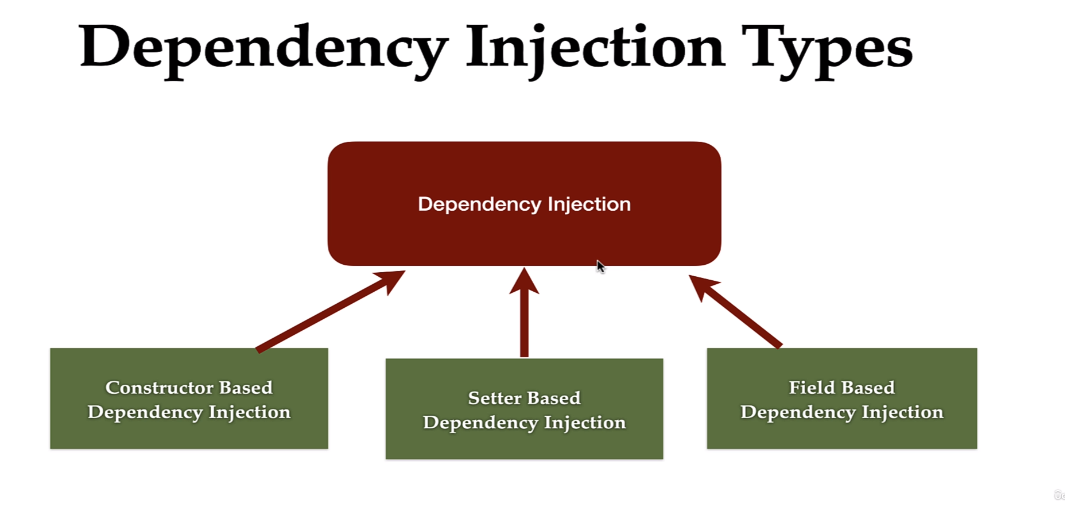 Dependency Injection Types
Dependency Injection
Constructor Based
Dependency Injection
Setter Based
Dependency Injection
Field Based
Dependency Injection